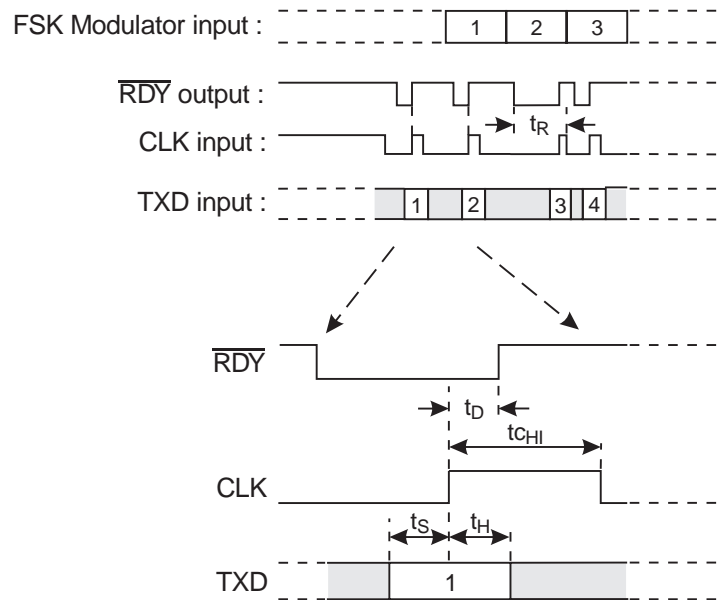 FSK Modulator input : 1 2 3
RDY output :
tR
CLK input :
TXD input : 1 2 3 4
RDY
tD
tcHI
CLK
tS tH
TXD 1